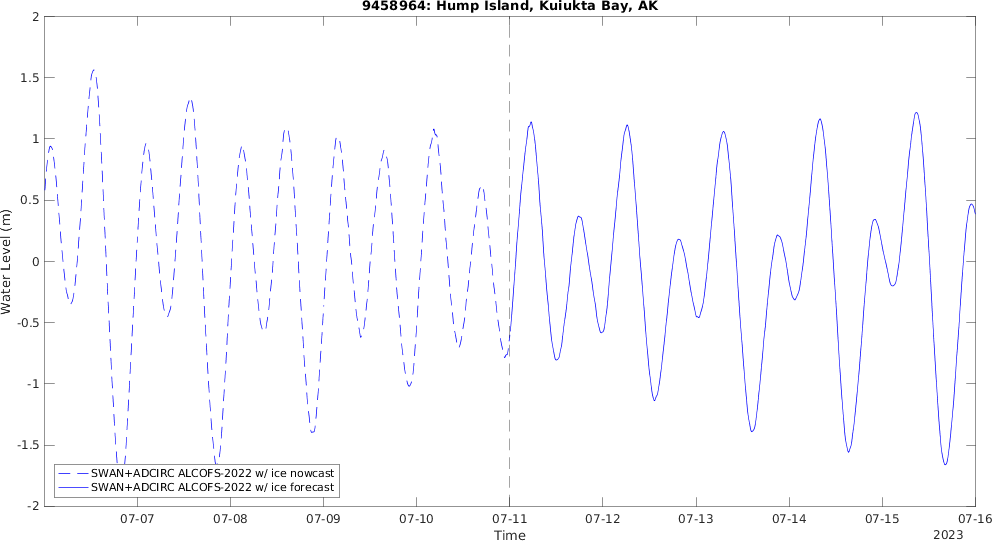 9458964: Hump Island, Kuiukta Bay, AK
2
1.5
1
0.5
0
-0.5
-1
-1.5
-2
Water Level (m)
SWAN+ADCIRC ALCOFS-2022 w/ ice nowcast
SWAN+ADCIRC ALCOFS-2022 w/ ice forecast
07-07 07-08 07-09 07-10 07-11 07-12 07-13 07-14 07-15 07-16
Time
2023